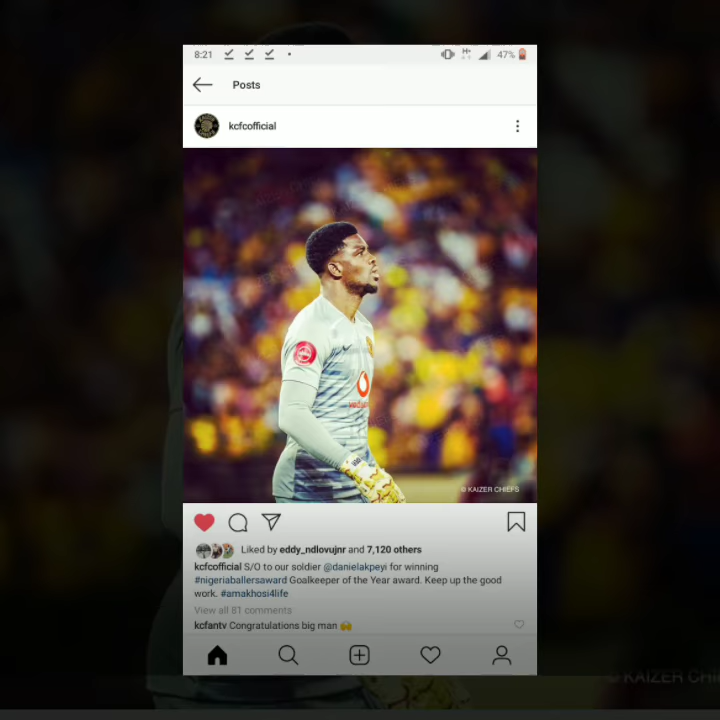 8:21
47%
Posts
kcfcofficial
© KAIZER CHIEFS
Liked by eddy_ndlovujnr and 7,120 others
kcfcofficial S/O to our soldier @danielakpeyi for winning
#nigeriaballersaward Goalkeeper of the Year award. Keep up the good
work. #amakhosi4life
View all 81 comments
kcfantv Congratulations big man
© KAIZER CHI